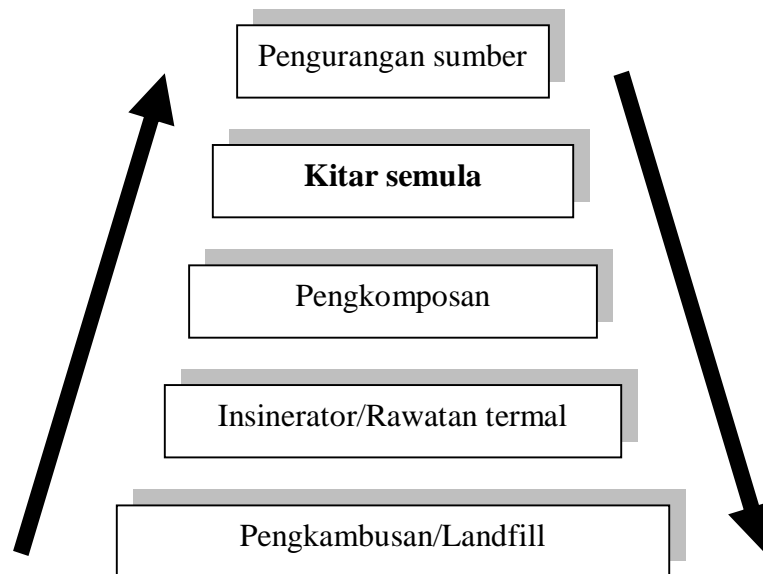 Pengurangan sumber
Kitar semula
Pengkomposan
Insinerator/Rawatan termal
Pengkambusan/Landfill